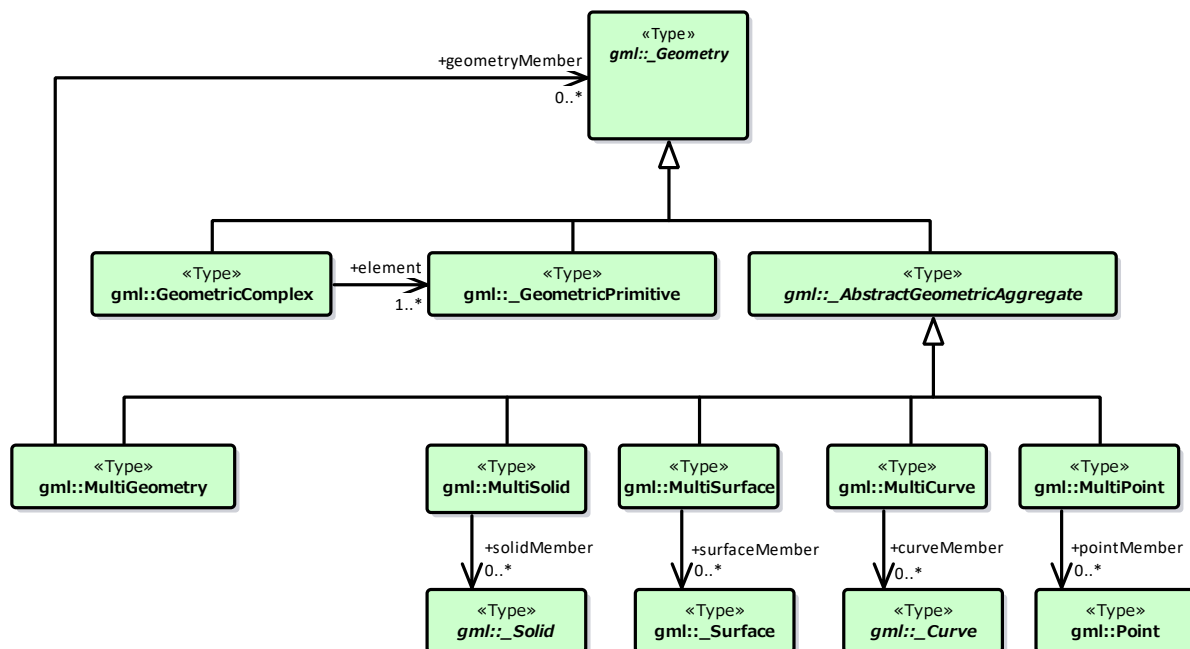 «Type»
gml::_Geometry
+geometryMember
0..*
«Type»
gml::GeometricComplex
+element
1..*
«Type»
gml::_GeometricPrimitive
«Type»
gml::_AbstractGeometricAggregate
«Type»
gml::MultiGeometry
«Type»
gml::MultiSolid
«Type»
gml::MultiSurface
«Type»
gml::MultiCurve
«Type»
gml::MultiPoint
+solidMember
0..*
+surfaceMember
0..*
+curveMember
0..*
+pointMember
0..*
«Type»
gml::_Solid
«Type»
gml::_Surface
«Type»
gml::_Curve
«Type»
gml::Point